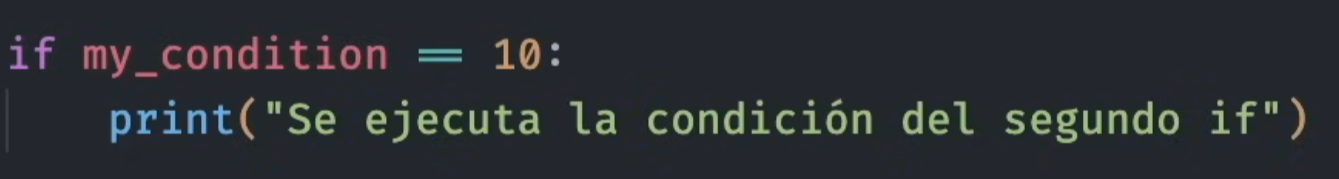 if my_condition == 10:
    print("Se ejecuta la condición del segundo if")